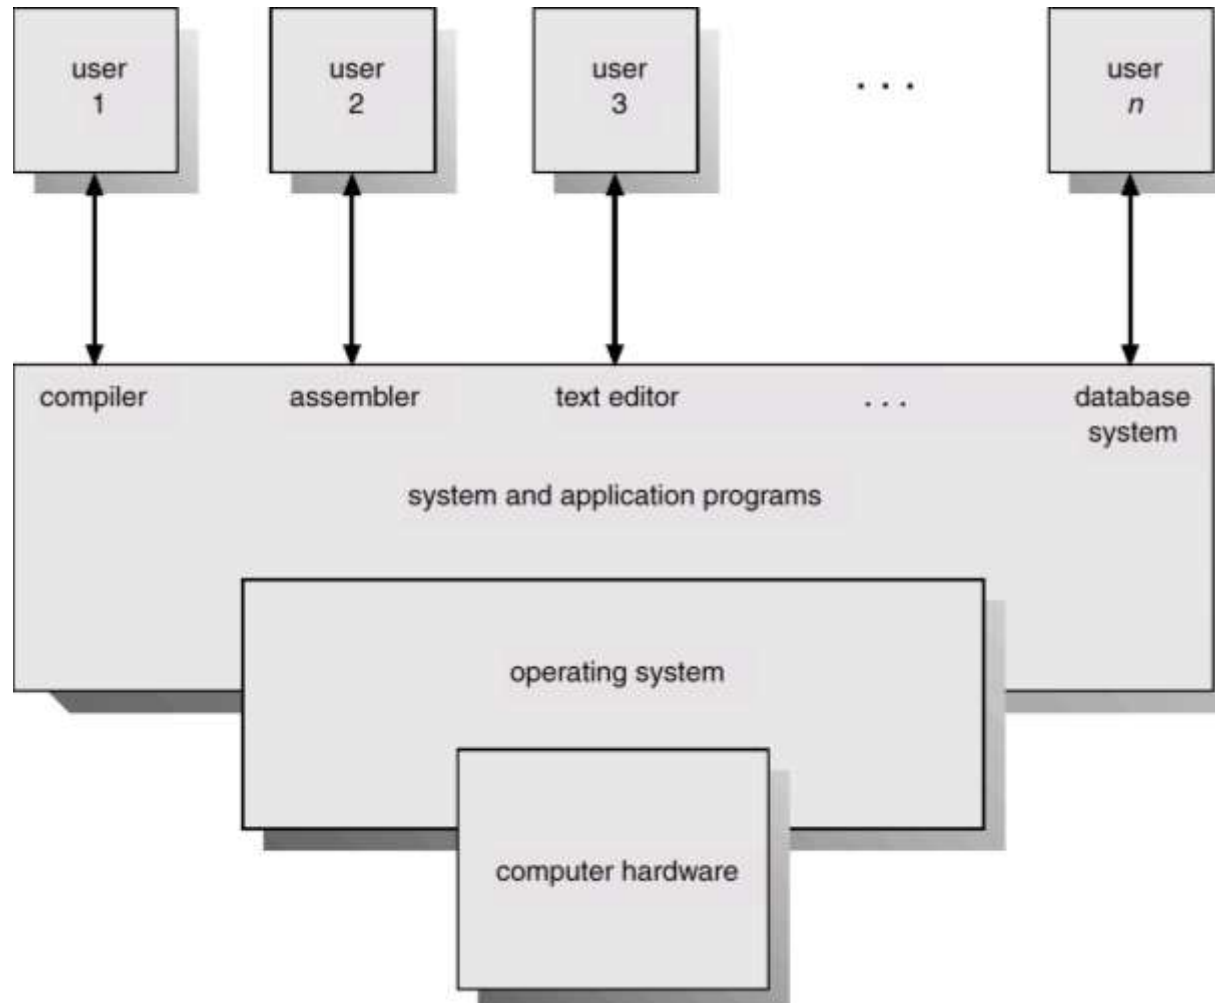 user
1
user
2
user
3
. . .
user
n
compiler
assembler
text editor
. . .
database
system
system and application programs
operating system
computer hardware